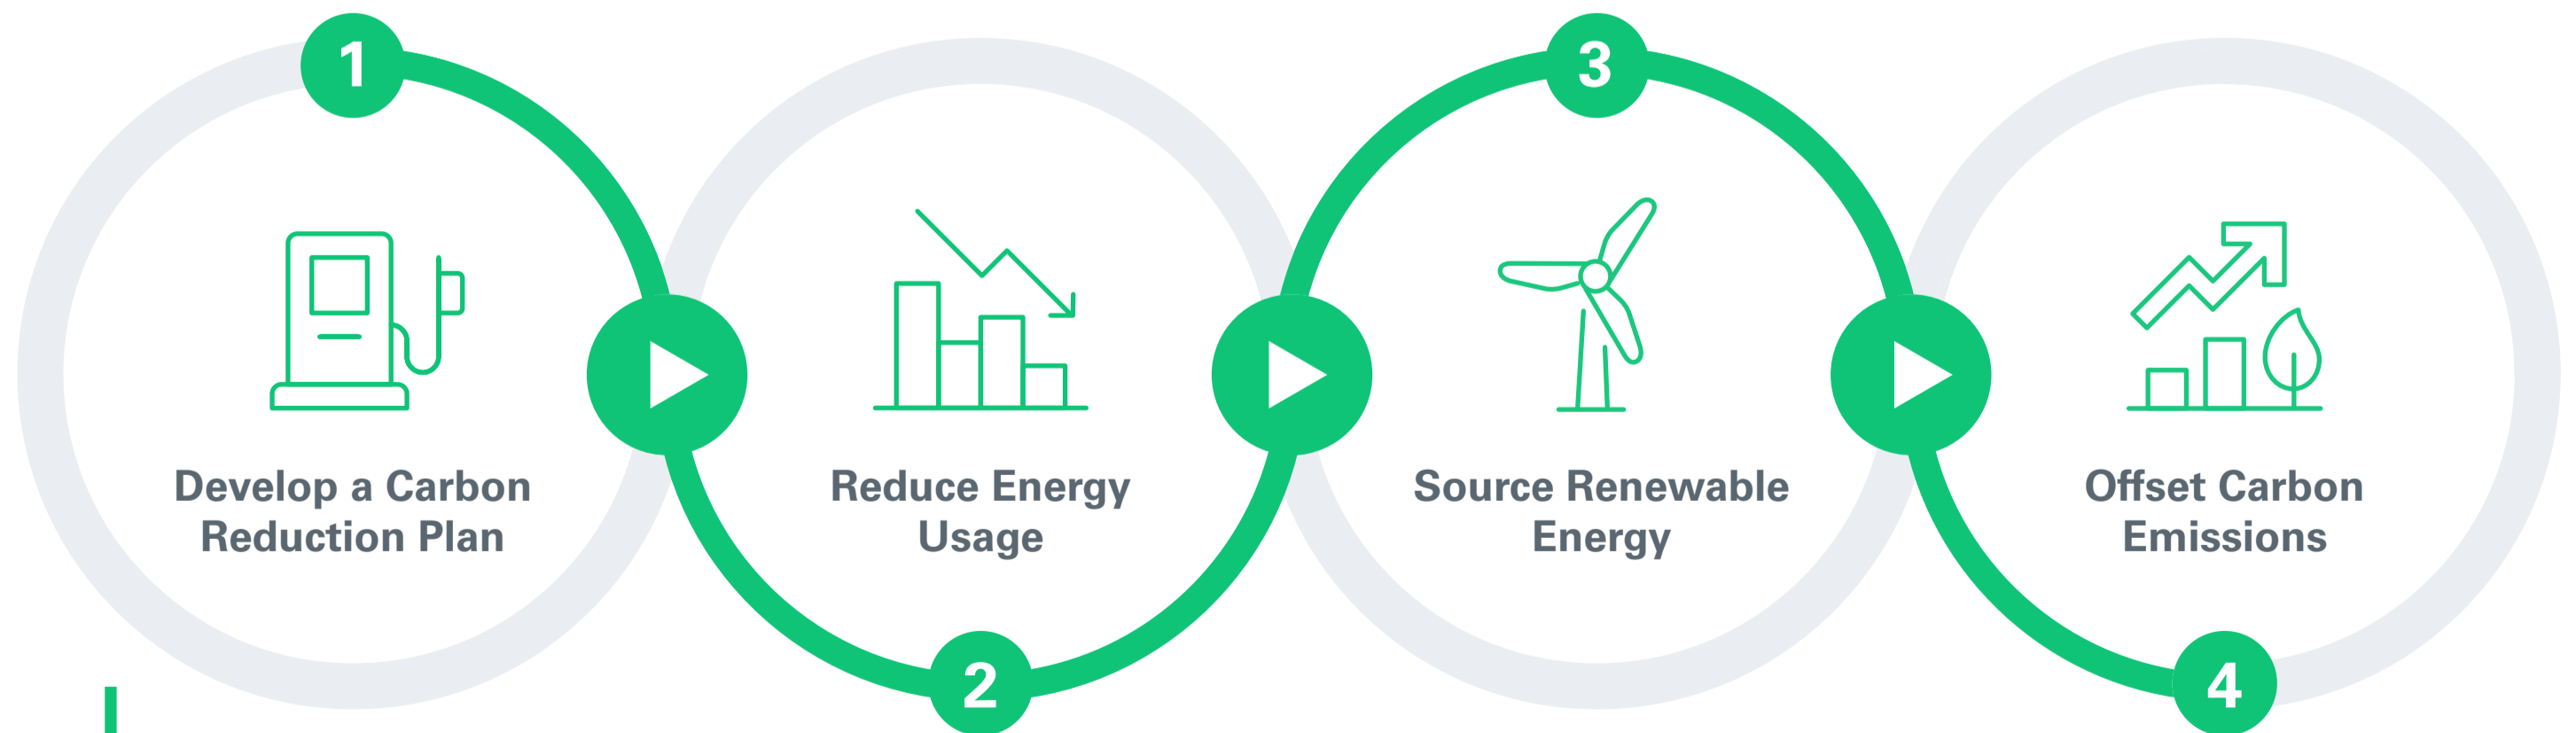 1
Develop a Carbon
Reduction Plan
2
Reduce Energy
Usage
3
Source Renewable
Energy
4
Offset Carbon
Emissions